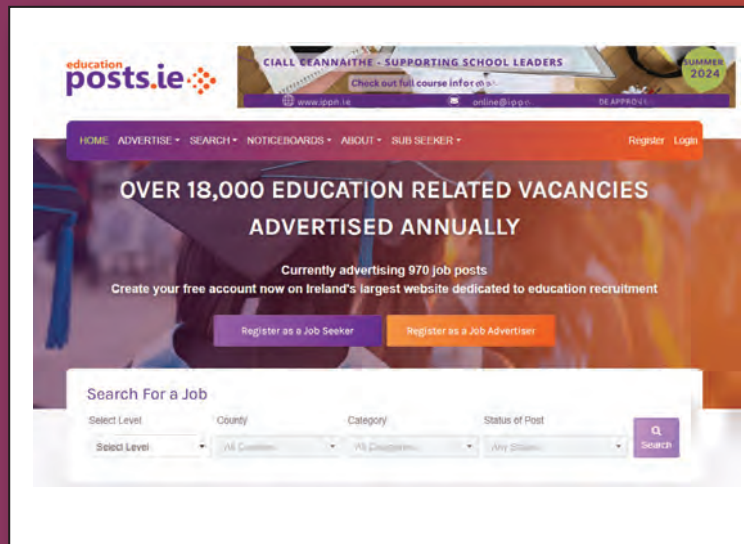 education
posts.ie
CIALL CEANNAITHE - SUPPORTING SCHOOL LEADERS
Check out full course
SUMMER
2024
www.ippn.ie
HOME ADVERTISE SEARCH NOTICEBOARDS ABOUT SUB SEEKER Register Login
OVER 18,000 EDUCATION RELATED VACANCIES
ADVERTISED ANNUALLY
Currently advertising 970 job posts
Create your free account now on Ireland's largest website dedicated to education recruitment
Register as a Job Seeker Register as a Job Advertiser
Search For a Job
Select Level County Category Status of Post
Select Level All All Any
Search